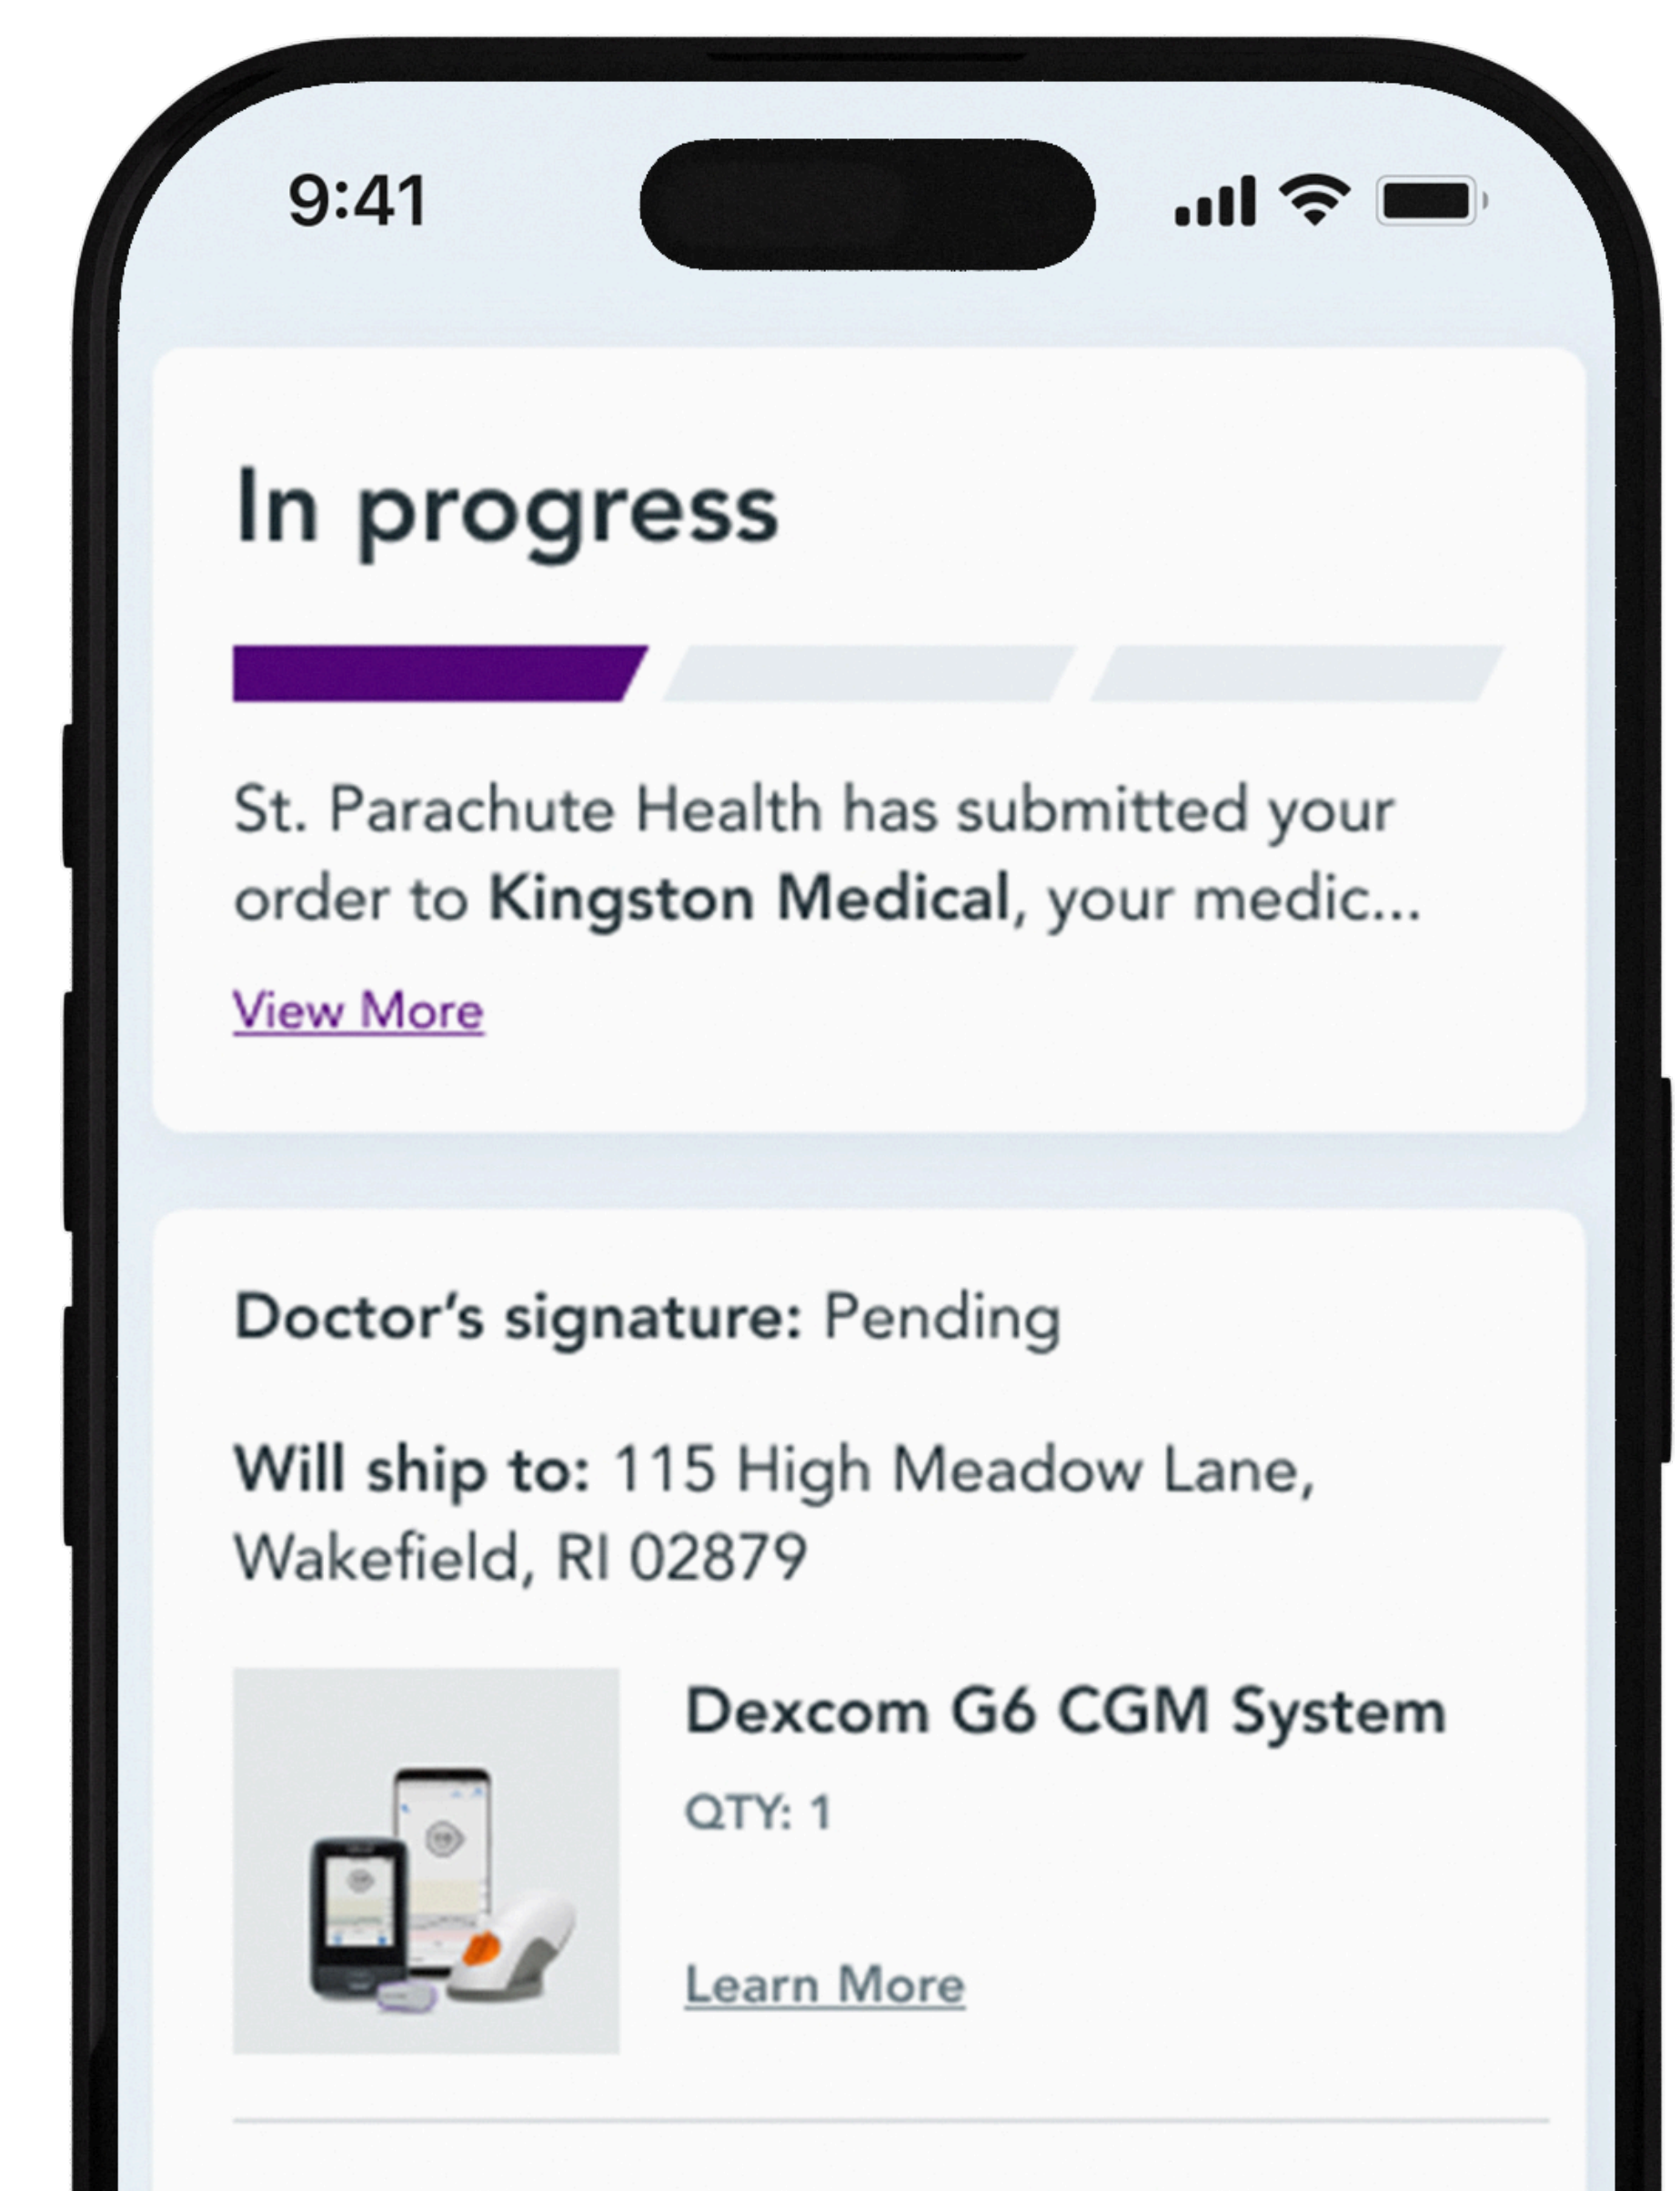 9:41
In progress
St. Parachute Health has submitted your
order to Kingston Medical, your medic...
View More
Doctor’s signature: Pending
Will ship to: 115 High Meadow Lane,
Wakefield, RI 02879
Dexcom G6 CGM System
QTY: 1
Learn More